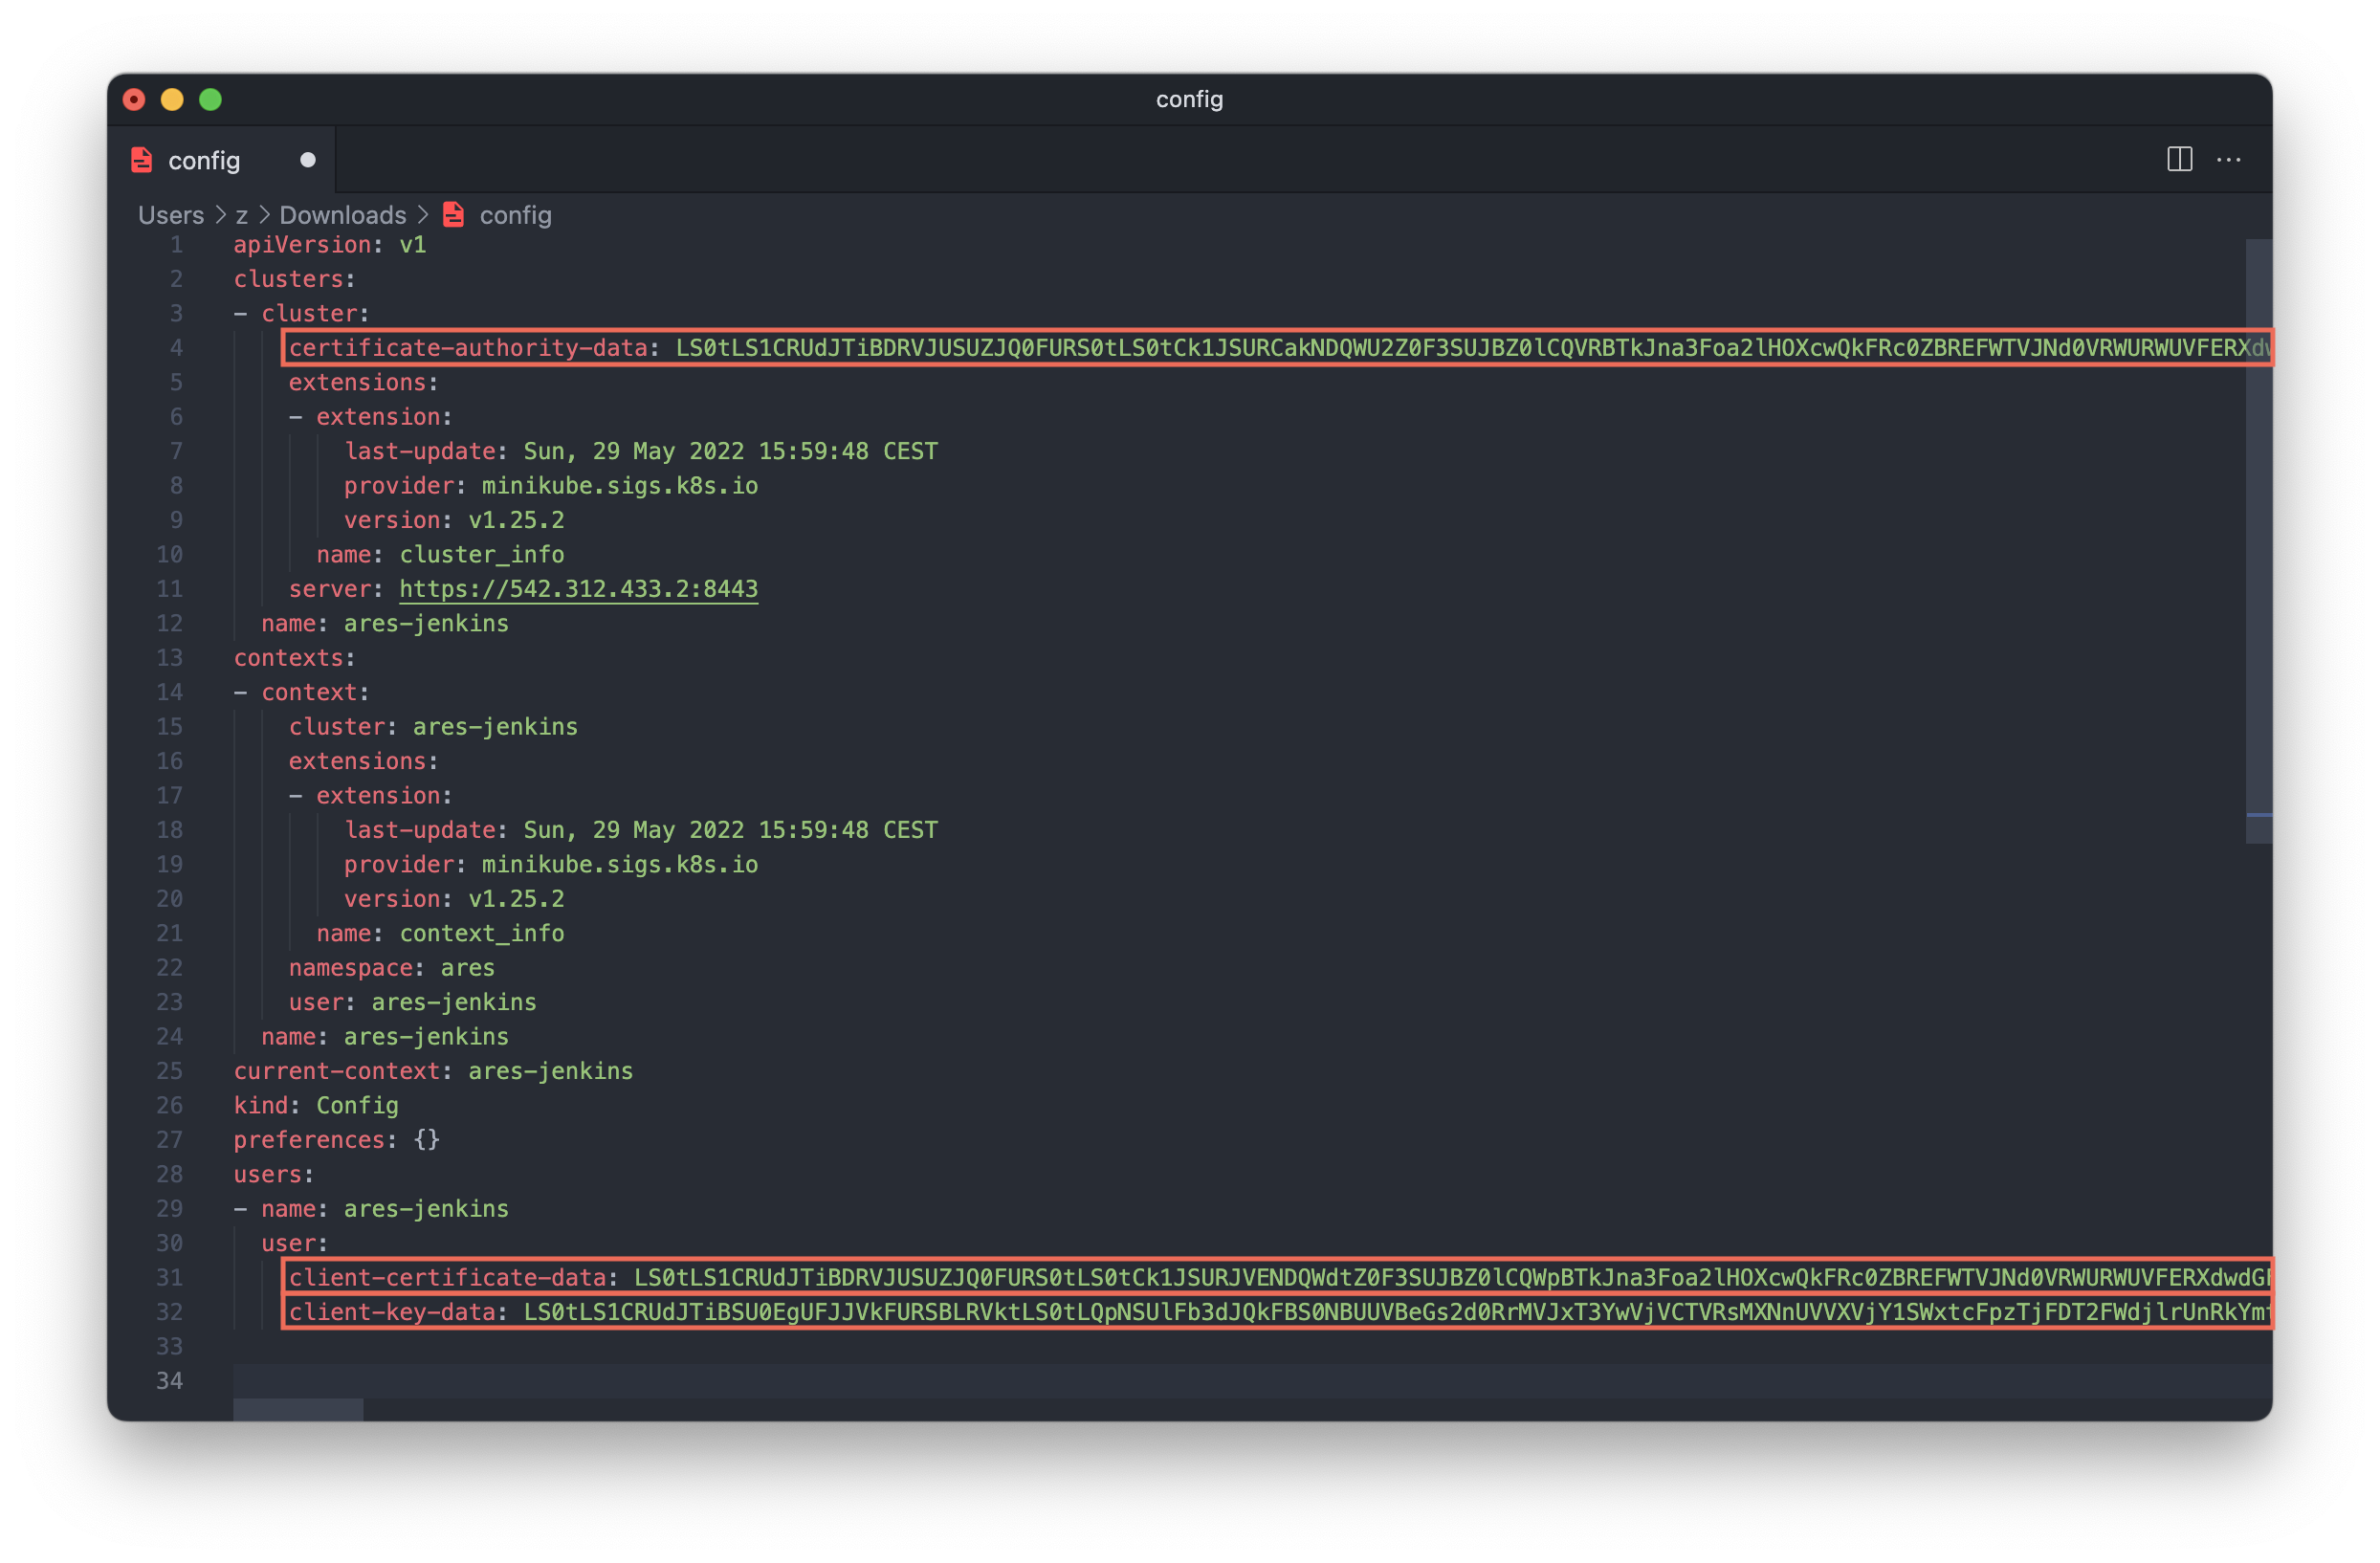 config
config
Users > z > Downloads > config
1 apiVersion: v1
2 clusters:
3 - cluster:
4 certificate-authority-data: LS0tLS1CRUdJTiBDRVJUSUZJQ0FURS0tLS0tCk1JSURCakNDQWU2Z0F3SUJBZ0lCQVRBTkJna3Foa2lHOXcwQkFRc0ZBREFWTVJNd0VRWURWUVFERXdw
5 extensions:
6 - extension:
7 last-update: Sun, 29 May 2022 15:59:48 CEST
8 provider: minikube.sigs.k8s.io
9 version: v1.25.2
10 name: cluster_info
11 server: https://542.312.433.2:8443
12 name: ares-jenkins
13 contexts:
14 - context:
15 cluster: ares-jenkins
16 extensions:
17 - extension:
18 last-update: Sun, 29 May 2022 15:59:48 CEST
19 provider: minikube.sigs.k8s.io
20 version: v1.25.2
21 name: context_info
22 namespace: ares
23 user: ares-jenkins
24 name: ares-jenkins
25 current-context: ares-jenkins
26 kind: Config
27 preferences: {}
28 users:
29 - name: ares-jenkins
30 user:
31 client-certificate-data: LS0tLS1CRUdJTiBDRVJUSUZJQ0FURS0tLS0tCk1JSURJVENDQWdtZ0F3SUJBZ0lCQWpBTkJna3Foa2lHOXcwQkFRc0ZBREFWTVJNd0VRWURWUVFERXdwdGF
32 client-key-data: LS0tLS1CRUdJTiBSU0EgUFJJVkFURSBLRVktLS0tLQpNSUlFb3dJQkFBS0NBUUVBeGs2d0RrMVJxT3YwVjVCTVRsMXNnUVVXVjY1SWxtcFpzTjFDT2FWdjlrUnRkYm
33
34